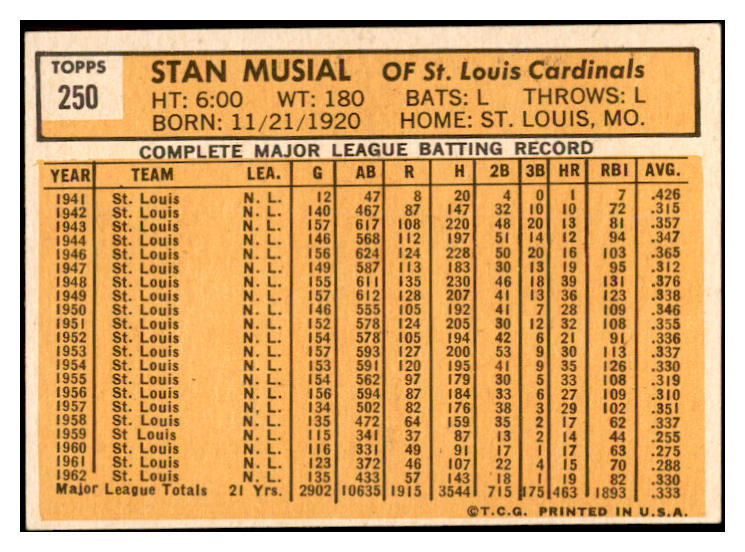 TOPPS
250
STAN MUSIAL OF St. Louis Cardinals
HT: 6:00 WT: 180 BATS: L THROWS: L
BORN: 11/21/1920 HOME: ST. LOUIS, MO.
COMPLETE MAJOR LEAGUE BATTING RECORD
YEAR TEAM LEA. G AB R H 2B 3B HR RBI AVG.
1941 St. Louis N. L. 12 47 8 20 4 0 1 7 .426
1942 St. Louis N. L. 140 467 87 147 32 10 10 72 .315
1943 St. Louis N. L. 157 617 108 220 48 20 13 81 .357
1944 St. Louis N. L. 146 568 112 197 51 14 12 94 .347
1946 St. Louis N. L. 156 624 124 228 50 20 16 103 .365
1947 St. Louis N. L. 149 587 113 183 30 13 19 95 .312
1948 St. Louis N. L. 155 611 135 230 46 18 39 131 .376
1949 St. Louis N. L. 157 612 128 207 41 13 36 123 .338
1950 St. Louis N. L. 146 555 105 192 41 7 28 109 .346
1951 St. Louis N. L. 152 578 124 205 30 12 32 108 .355
1952 St. Louis N. L. 154 578 105 194 42 6 21 91 .336
1953 St. Louis N. L. 157 593 127 200 53 9 30 113 .337
1954 St. Louis N. L. 153 591 120 195 41 9 35 126 .330
1955 St. Louis N. L. 154 562 97 179 30 5 33 108 .319
1956 St. Louis N. L. 156 594 87 184 33 6 27 109 .310
1957 St. Louis N. L. 134 502 82 176 38 3 29 102 .351
1958 St. Louis N. L. 135 472 64 159 35 2 17 62 .337
1959 St Louis N. L. 115 341 37 87 13 2 14 44 .255
1960 St. Louis N. L. 116 331 49 91 17 1 17 63 .275
1961 St. Louis N. L. 123 372 46 107 22 4 15 70 .288
1962 St. Louis N. L. 135 433 57 143 18 1 19 82 .330
Major League Totals 21 Yrs. 2902 10635 1915 3544 715 175 463 1893 .333
©T.C.G. PRINTED IN U.S.A.